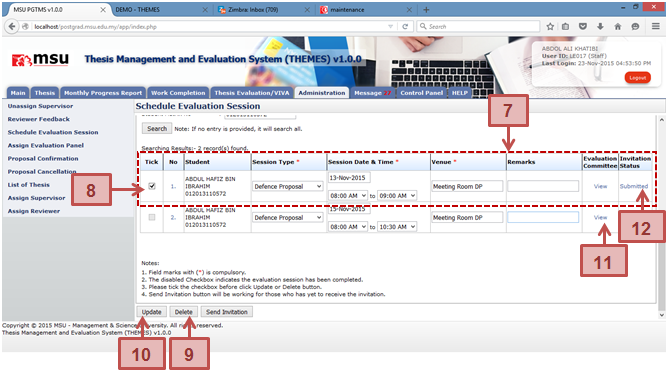 MSU PGTMS v1.0.0
DEMO - THEMES
Zimbra: Inbox (709)
maintenance
localhost/postgrad.msu.edu.my/app/index.php
Search
msu
Thesis Management and Evaluation System (THEMES) v1.0.0
ABDOL ALI KHATIBI
User ID: LE017 (Staff)
Last Login: 23-Nov-2015 04:53:50 PM
Logout
Main Thesis Monthly Progress Report Work Completion Thesis Evaluation/VIVA Administration Message Control Panel HELP
Unassign Supervisor
Reviewer Feedback
Schedule Evaluation Session
Assign Evaluation Panel
Proposal Confirmation
Proposal Cancellation
List of Thesis
Assign Supervisor
Assign Reviewer
Schedule Evaluation Session
Search Note: If no entry is provided, it will search all.
Searching Results:- 2 record(s) found.
7
Tick No Student Session Type * Session Date & Time * Venue * Remarks Evaluation Committee Invitation Status
8
1. ABDUL HAFIZ BIN IBRAHIM 012013110572
Defence Proposal
13-Nov-2015
08:00 AM to 09:00 AM
Meeting Room DP
View
Submitted
2. ABDUL HAFIZ BIN IBRAHIM 012013110572
Defence Proposal
13-Nov-2015
08:00 AM to 10:30 AM
Meeting Room DP
View
12
11
Notes:
1. Field marks with (*) is compulsory.
2. The disabled Checkbox indicates the evaluation session has been completed.
3. Please tick the checkbox before click Update or Delete button.
4. Send Invitation button will be working for those who has yet to receive the invitation.
Update Delete Send Invitation
Copyright © 2015 MSU - Management & Science University. All rights reserved.
Thesis Management and Evaluation System (THEMES) v1.0.0
10
9